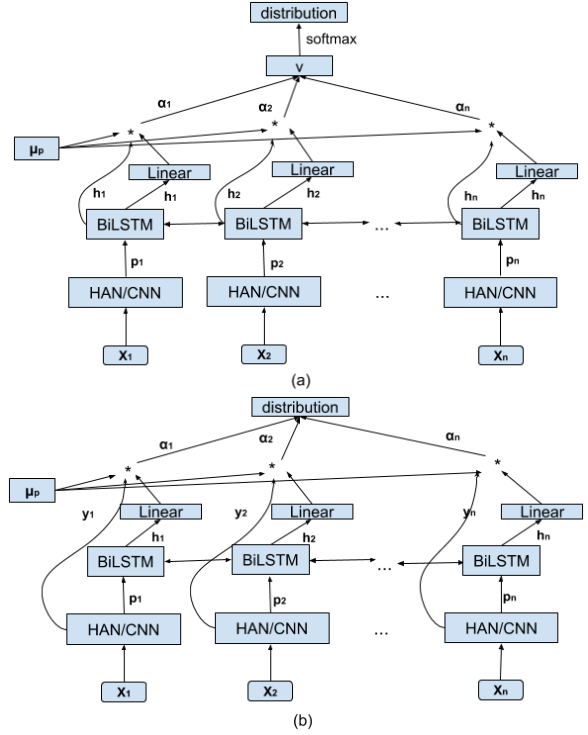 distribution
softmax
v
α1 α2 αn
* * *
μp
Linear Linear Linear
h1 h1 h2 h2 hn hn
BiLSTM BiLSTM ... BiLSTM
p1 p2 pn
HAN/CNN HAN/CNN ... HAN/CNN
X1 X2 Xn
(a)
distribution
α1 α2 αn
* * *
μp
y1 Linear y2 Linear yn Linear
h1 h2 hn
BiLSTM BiLSTM ... BiLSTM
p1 p2 pn
HAN/CNN HAN/CNN ... HAN/CNN
X1 X2 Xn
(b)